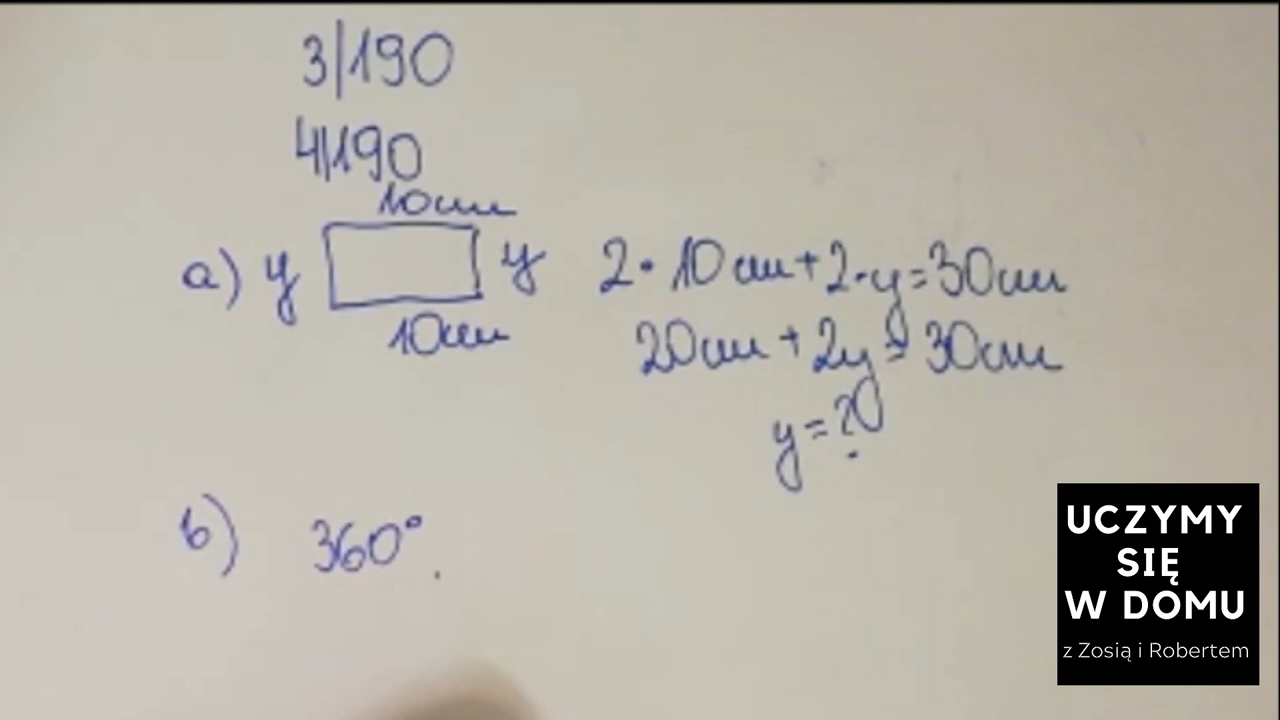 3/190
4/190
10cm
a) y y 2·10cm+2·y=30cm
10cm
20cm+2y=30cm
y=?
b) 360°.
UCZYMY
SIĘ
W DOMU
z Zosią i Robertem